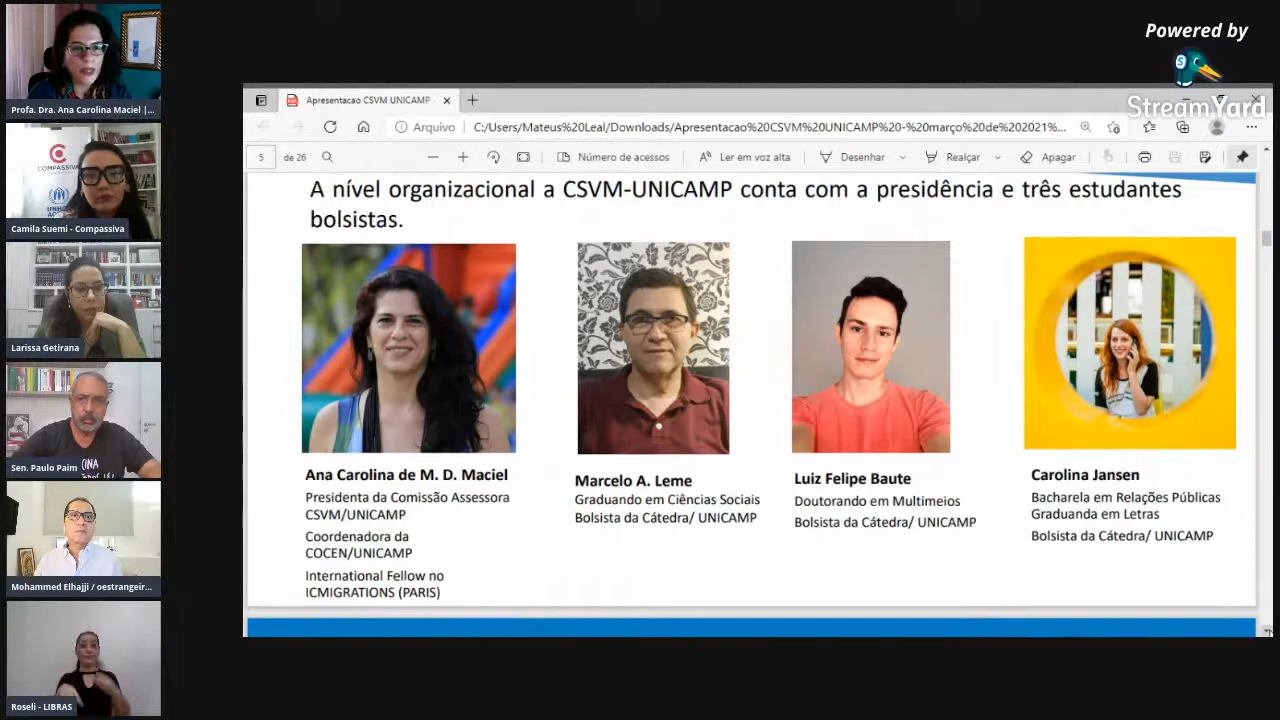 Powered by
StreamYard
Profa. Dra. Ana Carolina Maciel |...
COMPASSIVA
Camila Suemi - Compassiva
Larissa Getirana
Sen. Paulo Paim
Mohammed Elhajji / oestrangeir...
Roseli - LIBRAS
Apresentacao CSVM UNICAMP
Arquivo
C:/Users/Mateus%20Leal/Downloads/Apresentacao%20CSVM%20UNICAMP%20-%20março%20de%202021%...
5 de 26
Número de acessos
Ler em voz alta
Desenhar
Realçar
Apagar
A nível organizacional a CSVM-UNICAMP conta com a presidência e três estudantes
bolsistas.
Ana Carolina de M. D. Maciel
Presidenta da Comissão Assessora
CSVM/UNICAMP
Coordenadora da
COCEN/UNICAMP
International Fellow no
ICMIGRATIONS (PARIS)
Marcelo A. Leme
Graduando em Ciências Sociais
Bolsista da Cátedra/ UNICAMP
Luiz Felipe Baute
Doutorando em Multimeios
Bolsista da Cátedra/ UNICAMP
Carolina Jansen
Bacharela em Relações Públicas
Graduanda em Letras
Bolsista da Cátedra/ UNICAMP